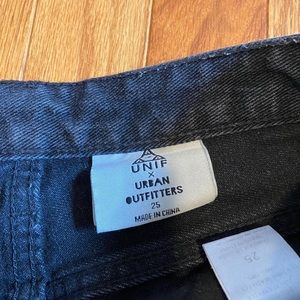 UNIF
×
URBAN
OUTFITTERS
25
MADE IN CHINA
25